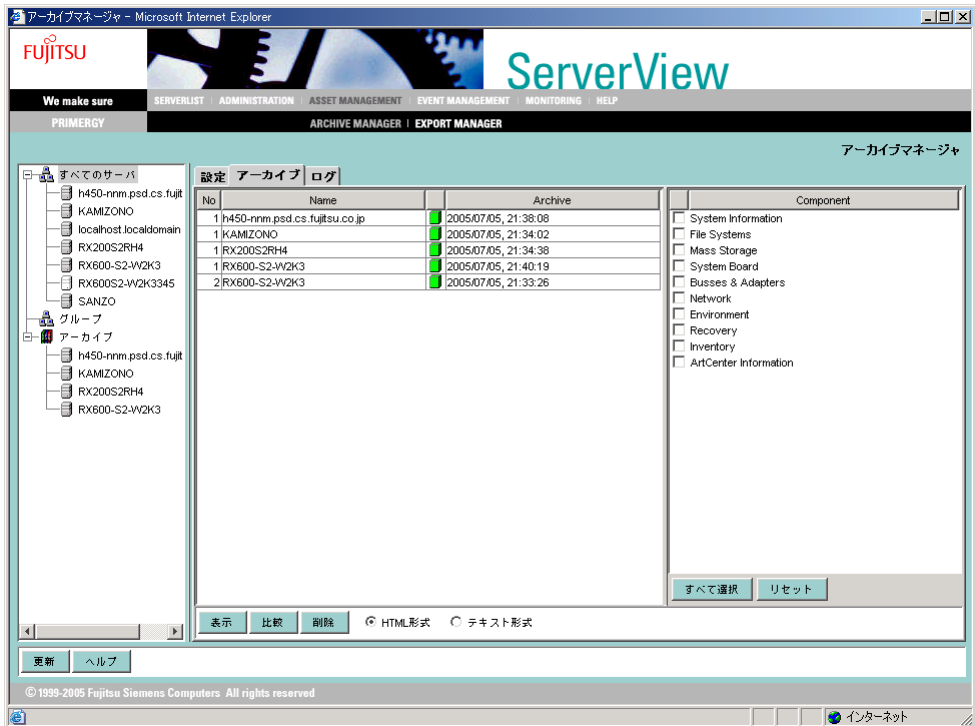 アーカイブマネージャ - Microsoft Internet Explorer
FUJITSU
ServerView
We make sure
SERVERLIST | ADMINISTRATION | ASSET MANAGEMENT | EVENT MANAGEMENT | MONITORING | HELP
PRIMERGY
ARCHIVE MANAGER | EXPORT MANAGER
アーカイブマネージャ
すべてのサーバ
h450-nnm.psd.cs.fujit
KAMIZONO
localhost.localdomain
RX200S2RH4
RX600-S2-W2K3
RX600S2-W2K3345
SANZO
グループ
アーカイブ
h450-nnm.psd.cs.fujit
KAMIZONO
RX200S2RH4
RX600-S2-W2K3
設定 アーカイブ ログ
No Name Archive
1 h450-nnm.psd.cs.fujitsu.co.jp 2005/07/05, 21:38:08
1 KAMIZONO 2005/07/05, 21:34:02
1 RX200S2RH4 2005/07/05, 21:34:38
1 RX600-S2-W2K3 2005/07/05, 21:40:19
2 RX600-S2-W2K3 2005/07/05, 21:33:26
Component
System Information
File Systems
Mass Storage
System Board
Busses & Adapters
Network
Environment
Recovery
Inventory
ArtCenter Information
すべて選択 リセット
表示 比較 削除 HTML形式 テキスト形式
更新 ヘルプ
© 1999-2005 Fujitsu Siemens Computers All rights reserved
インターネット